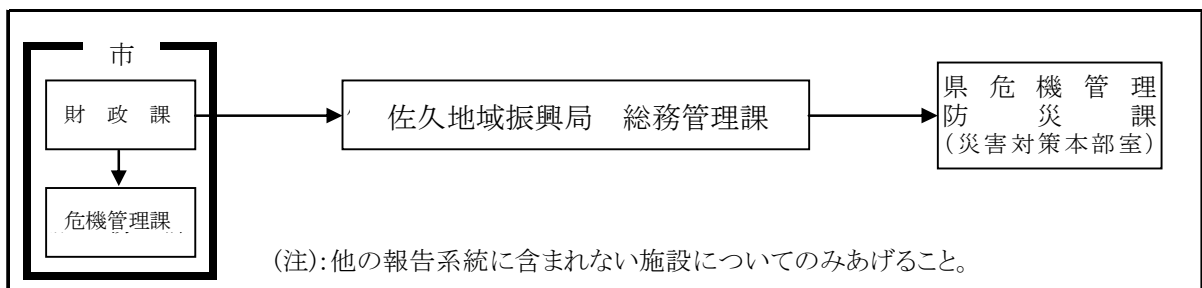 市
財政課
危機管理課
佐久地域振興局 総務管理課
県危機管理
防災課
(災害対策本部室)
(注):他の報告系統に含まれない施設についてのみあげること。